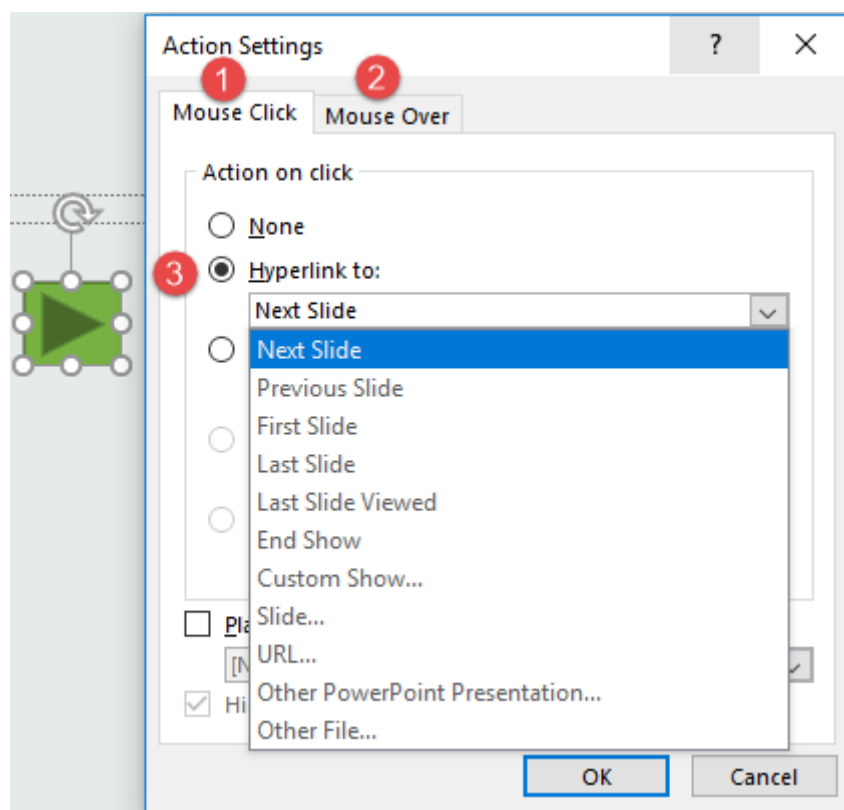 Action Settings ?
1 2
Mouse Click Mouse Over
Action on click
None
3 Hyperlink to:
Next Slide
Next Slide
Previous Slide
First Slide
Last Slide
Last Slide Viewed
End Show
Custom Show...
Slide...
URL...
Other PowerPoint Presentation...
Other File...
OK Cancel